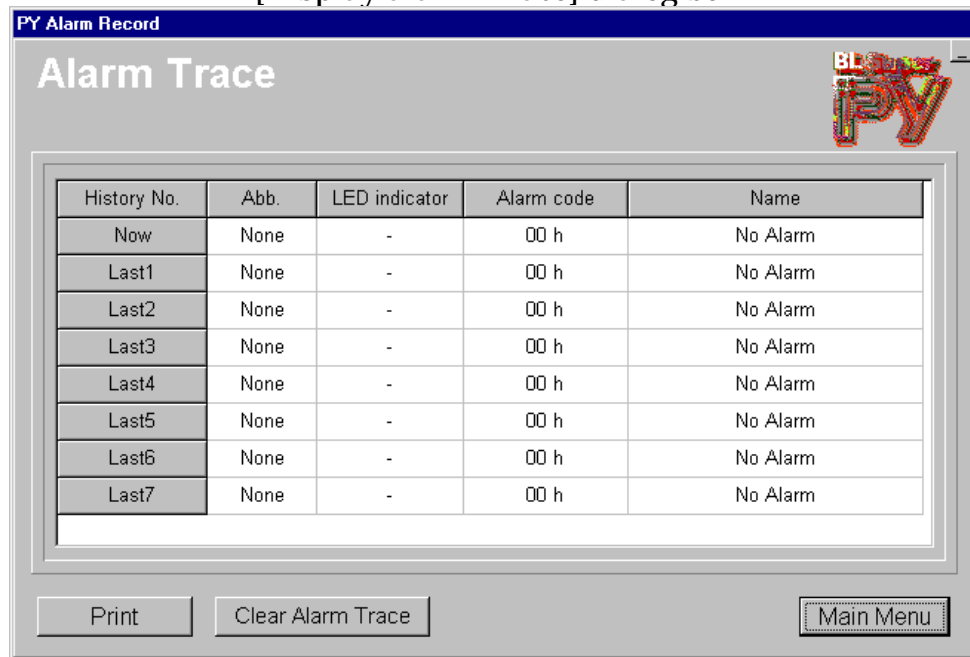 PY Alarm Record
Alarm Trace
BL
PY
History No. Abb. LED indicator Alarm code Name
Now None - 00 h No Alarm
Last1 None - 00 h No Alarm
Last2 None - 00 h No Alarm
Last3 None - 00 h No Alarm
Last4 None - 00 h No Alarm
Last5 None - 00 h No Alarm
Last6 None - 00 h No Alarm
Last7 None - 00 h No Alarm
Print Clear Alarm Trace Main Menu